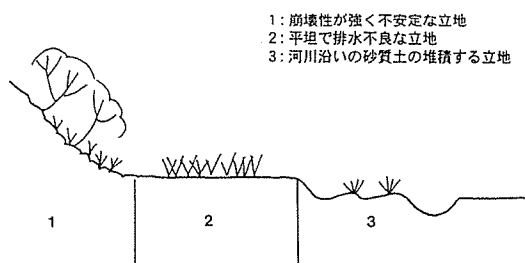 1：崩壊性が強く不安定な立地
2：平坦で排水不良な立地
3：河川沿いの砂質土の堆積する立地
1
2
3